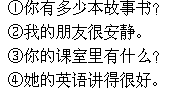 ①你有多少本故事书?
②我的朋友很安静。
③你的课室里有什么?
④她的英语讲得很好。